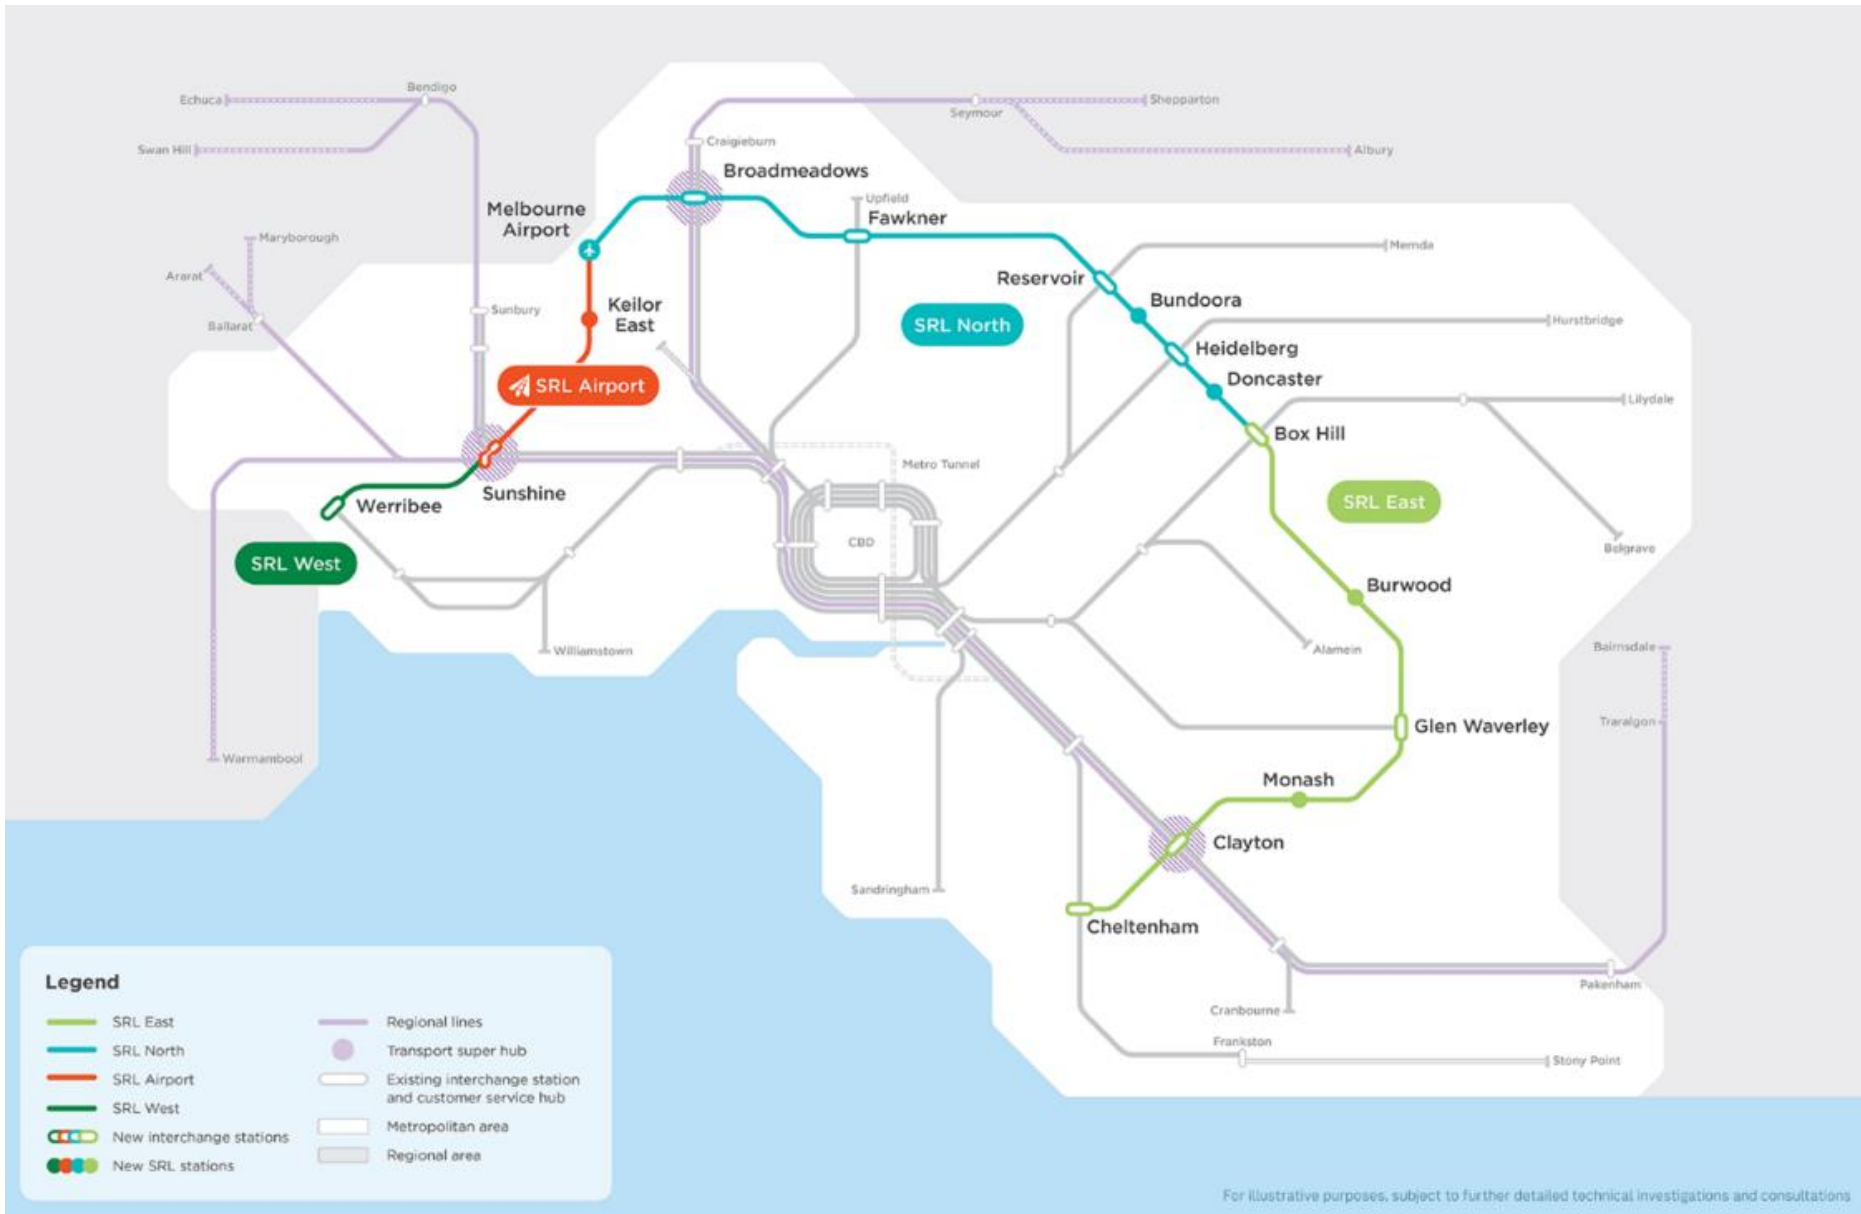 Echuca
Bendigo
Swan Hill
Seymour
Shepparton
Albury
Craigieburn
Broadmeadows
Melbourne
Airport
Upfield
Fawkner
Maryborough
Ararat
Ballarat
Sunbury
Keilor
East
Reservoir
Mernda
Bundoora
SRL North
Hurstbridge
Heidelberg
Doncaster
SRL Airport
Lilydale
Box Hill
Metro Tunnel
Sunshine
Werribee
SRL East
CBD
Belgrave
SRL West
Burwood
Williamstown
Alamein
Bairnsdale
Traralgon
Glen Waverley
Warrnambool
Monash
Clayton
Sandringham
Cheltenham
Pakenham
Cranbourne
Frankston
Stony Point
Legend
SRL East
SRL North
SRL Airport
SRL West
New interchange stations
New SRL stations
Regional lines
Transport super hub
Existing interchange station
and customer service hub
Metropolitan area
Regional area
For illustrative purposes, subject to further detailed technical investigations and consultations